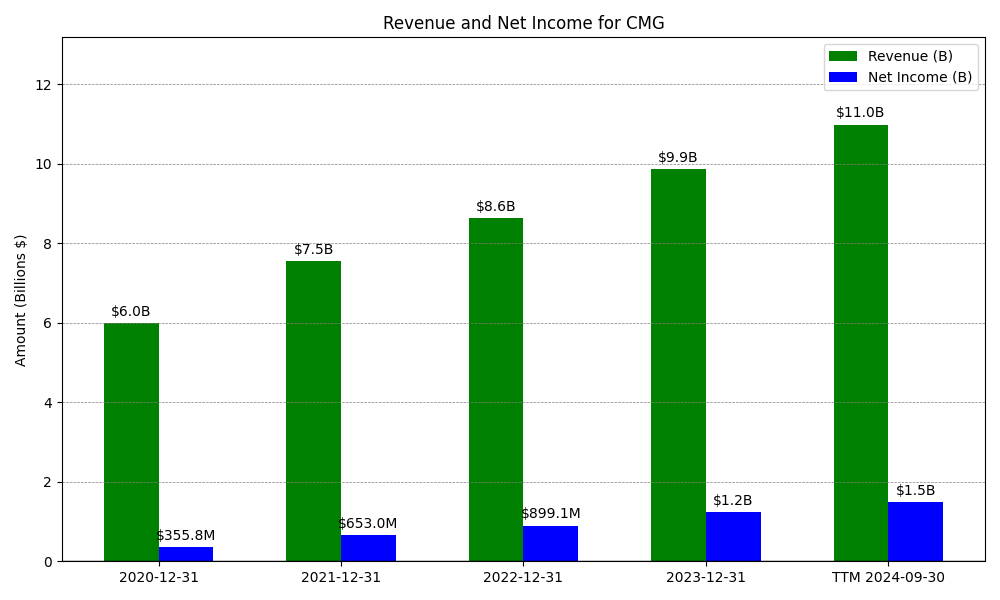 Revenue and Net Income for CMG
Revenue (B)
Net Income (B)
Amount (Billions $)
12
10
8
6
4
2
0
$6.0B
$355.8M
$7.5B
$653.0M
$8.6B
$899.1M
$9.9B
$1.2B
$11.0B
$1.5B
2020-12-31
2021-12-31
2022-12-31
2023-12-31
TTM 2024-09-30